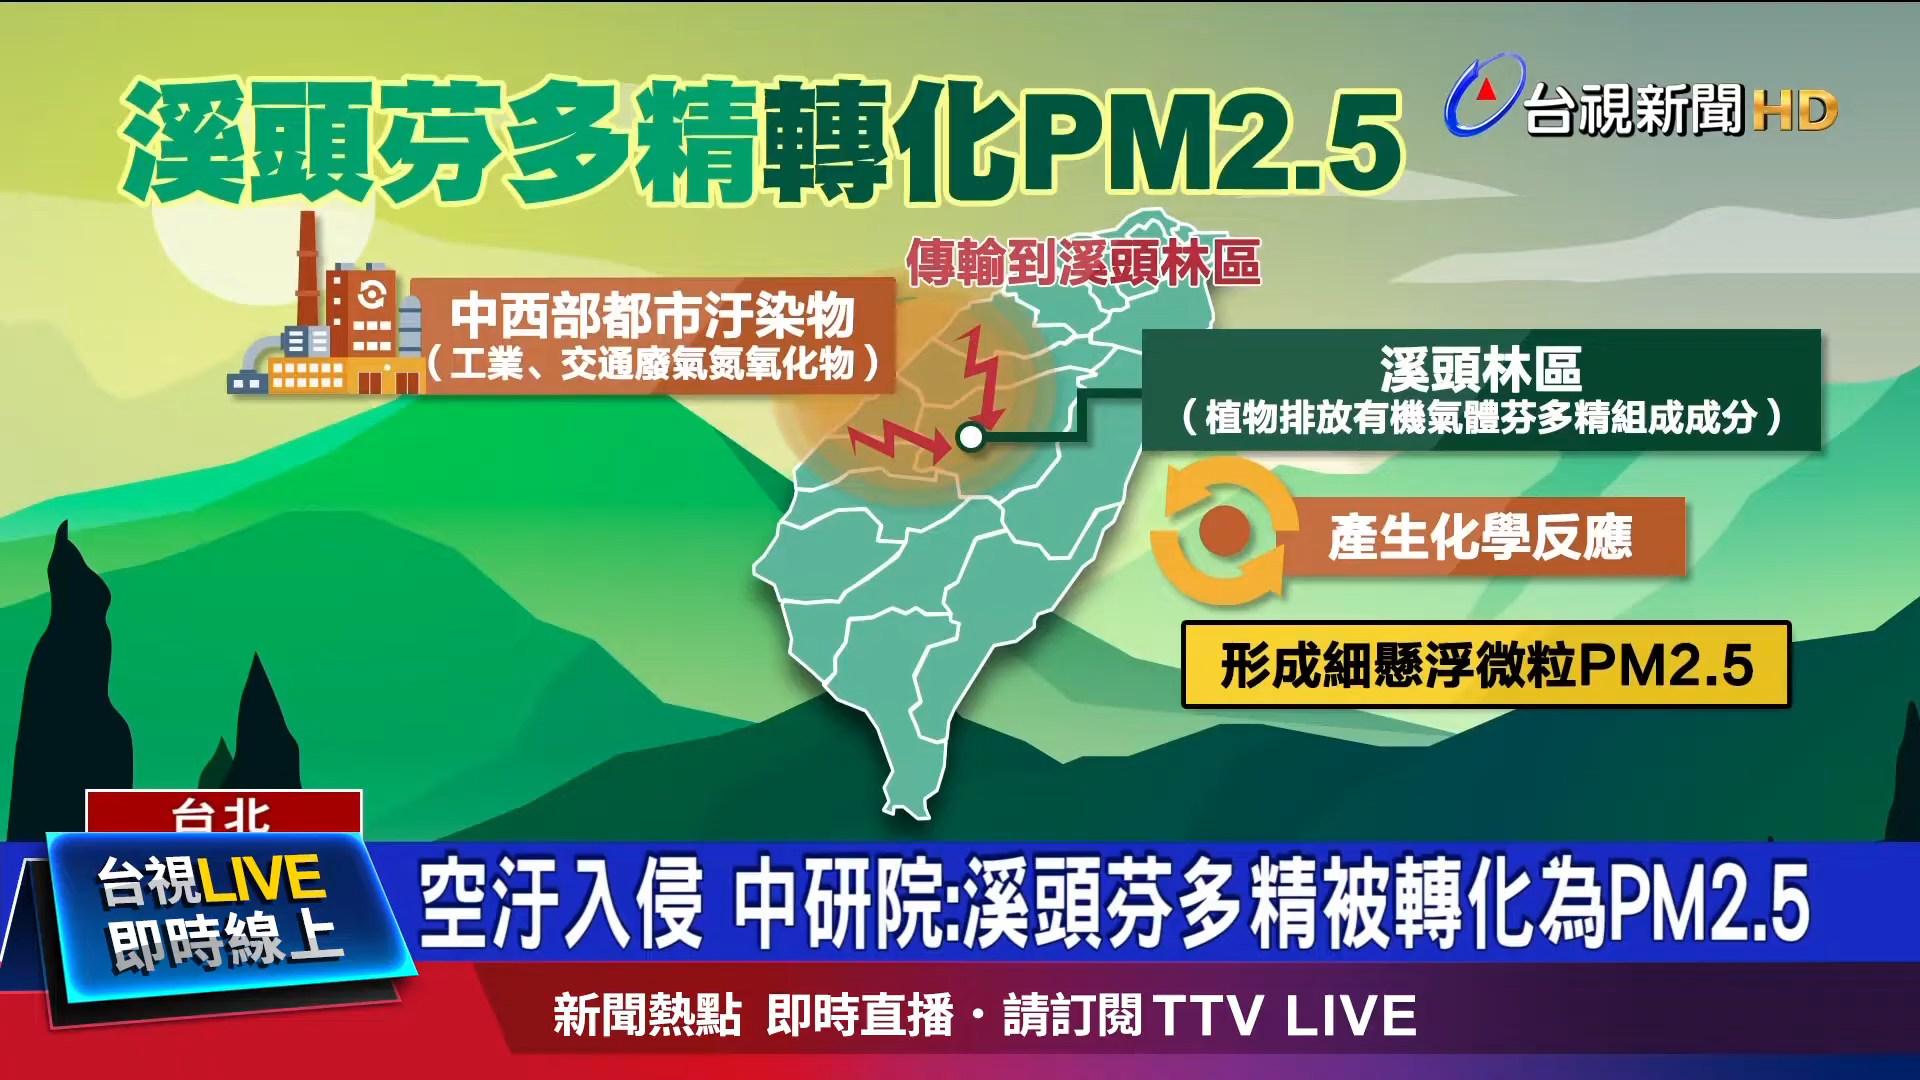 溪頭芬多精轉化PM2.5
台視新聞HD
傳輸到溪頭林區
中西部都市汙染物
（工業、交通廢氣氮氧化物）
溪頭林區
（植物排放有機氣體芬多精組成成分）
產生化學反應
形成細懸浮微粒PM2.5
台北
台視LIVE
即時線上
空汙入侵 中研院:溪頭芬多精被轉化為PM2.5
新聞熱點 即時直播・請訂閱TTV LIVE